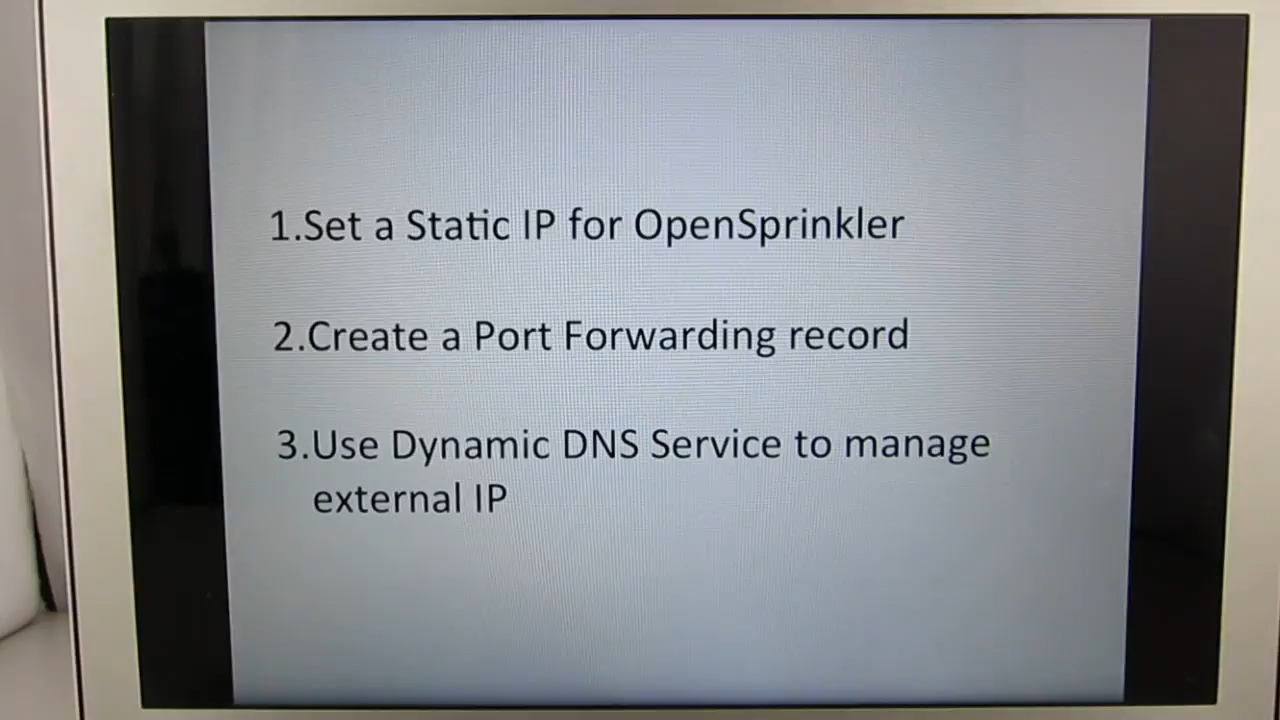 1.Set a Static IP for OpenSprinkler
2.Create a Port Forwarding record
3.Use Dynamic DNS Service to manage
external IP